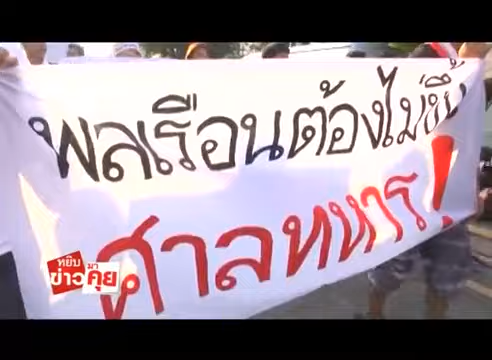 พลเรือนต้องไม่ขึ้น
ศาลทหาร!
หยิบ มา
ข่าว คุย